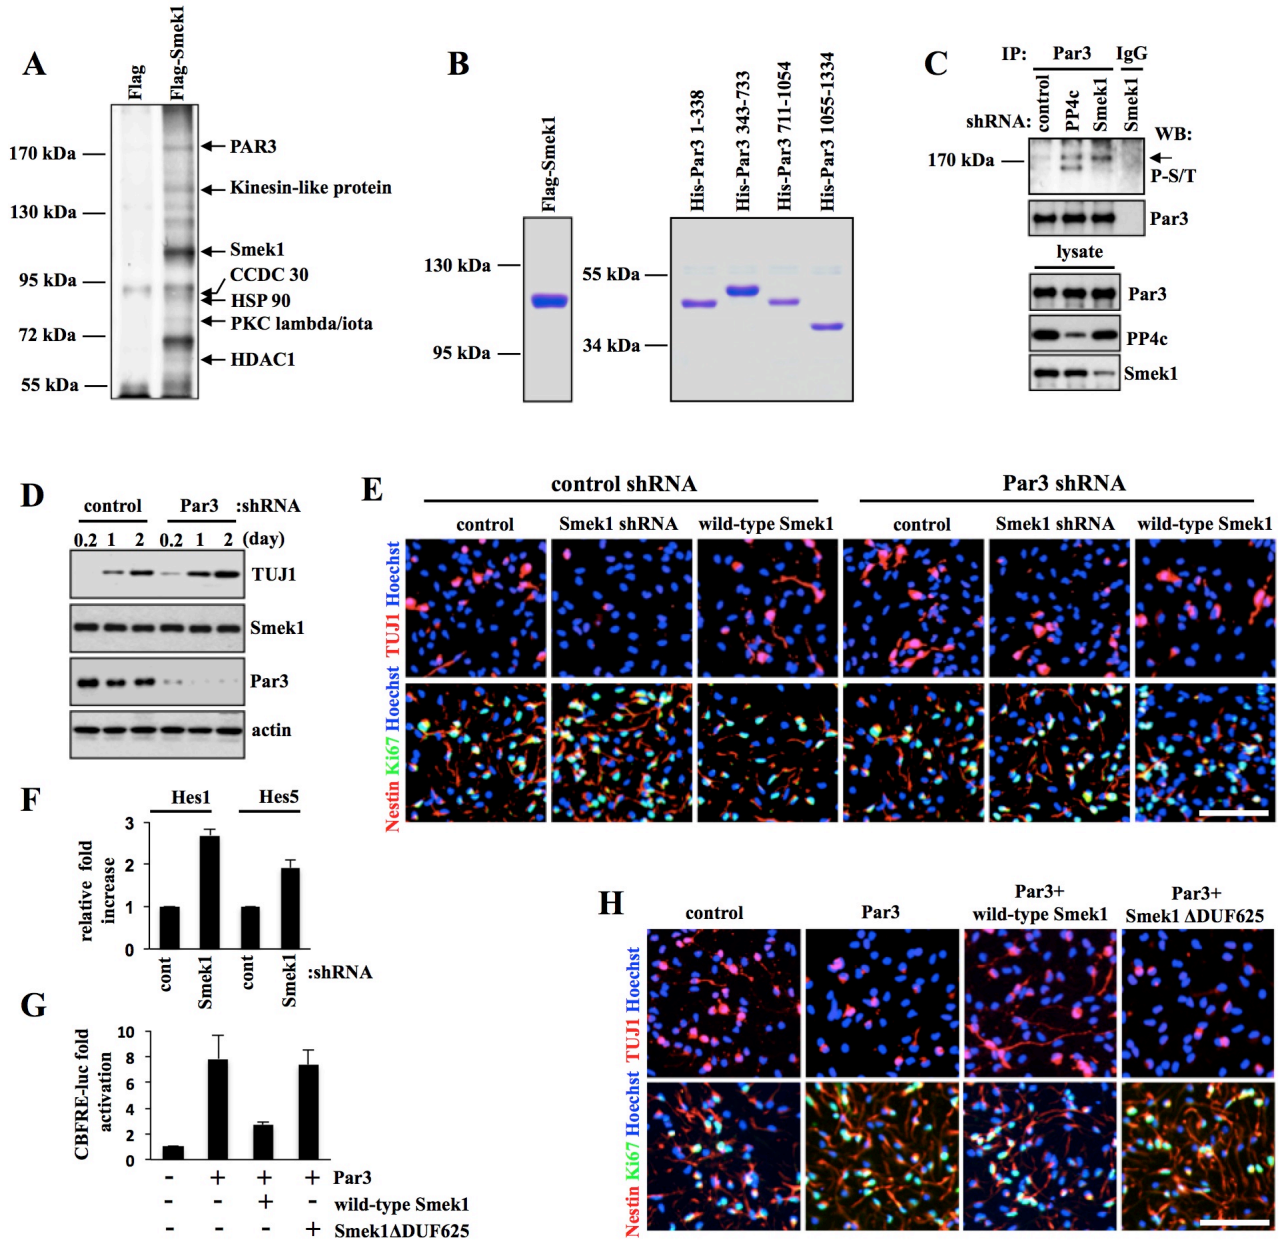 A
Flag
Flag-Smek1
170 kDa
130 kDa
95 kDa
72 kDa
55 kDa
PAR3
Kinesin-like protein
Smek1
CCDC 30
HSP 90
PKC lambda/iota
HDAC1
B
Flag-Smek1
130 kDa
95 kDa
His-Par3 1-338
His-Par3 343-733
His-Par3 711-1054
His-Par3 1055-1334
55 kDa
34 kDa
C
IP: Par3 IgG
shRNA: control PP4c Smek1 Smek1
WB:
170 kDa
P-S/T
Par3
lysate
Par3
PP4c
Smek1
D
control Par3 :shRNA
0.2 1 2 0.2 1 2 (day)
TUJ1
Smek1
Par3
actin
E
control shRNA Par3 shRNA
control Smek1 shRNA wild-type Smek1 control Smek1 shRNA wild-type Smek1
TUJ1 Hoechst
Nestin Ki67 Hoechst
F
Hes1 Hes5
relative fold
increase
3
2
1
0
cont Smek1 cont Smek1 :shRNA
G
CBFRE-luc fold
activation
10
8
6
4
2
0
- + + + Par3
- - + - wild-type Smek1
- - - + Smek1ΔDUF625
H
control
Par3
Par3+
wild-type Smek1
Par3+
Smek1 ΔDUF625
TUJ1 Hoechst
Nestin Ki67 Hoechst